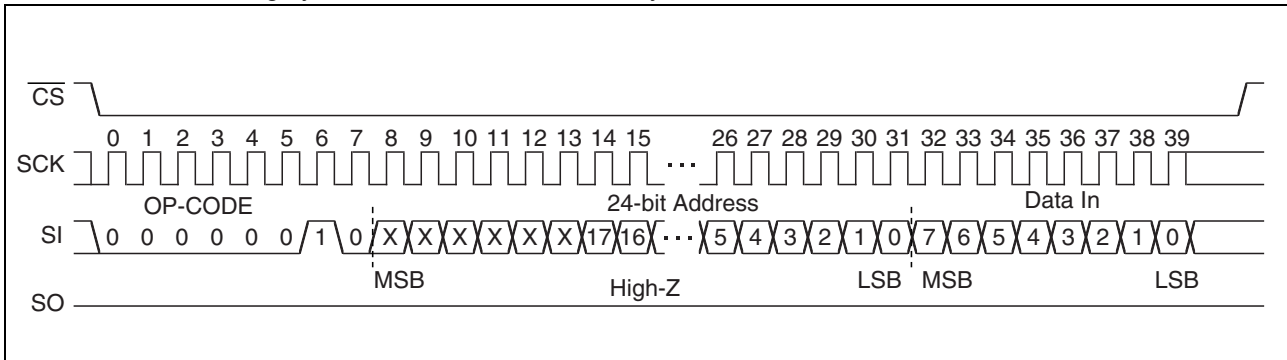 CS
0 1 2 3 4 5 6 7 8 9 10 11 12 13 14 15 26 27 28 29 30 31 32 33 34 35 36 37 38 39
SCK ...
OP-CODE 24-bit Address Data In
SI 0 0 0 0 0 0 1 0 X X X X X X 17 16 ... 5 4 3 2 1 0 7 6 5 4 3 2 1 0
MSB High-Z LSB MSB LSB
SO